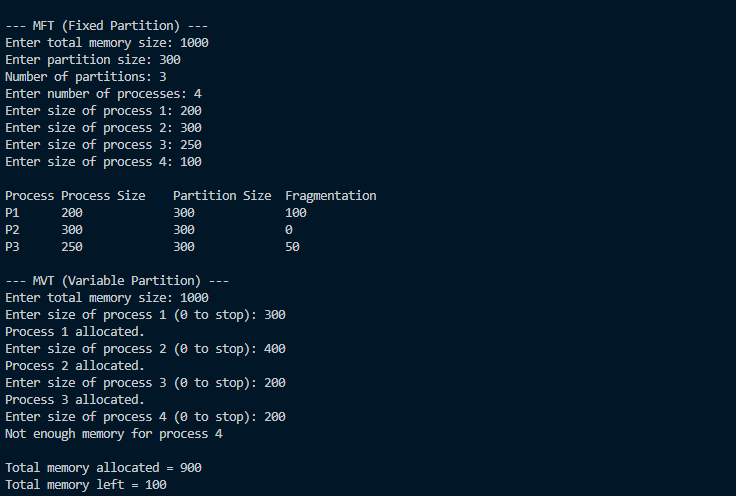 --- MFT (Fixed Partition) ---
Enter total memory size: 1000
Enter partition size: 300
Number of partitions: 3
Enter number of processes: 4
Enter size of process 1: 200
Enter size of process 2: 300
Enter size of process 3: 250
Enter size of process 4: 100
Process Process Size Partition Size Fragmentation
P1 200 300 100
P2 300 300 0
P3 250 300 50
--- MVT (Variable Partition) ---
Enter total memory size: 1000
Enter size of process 1 (0 to stop): 300
Process 1 allocated.
Enter size of process 2 (0 to stop): 400
Process 2 allocated.
Enter size of process 3 (0 to stop): 200
Process 3 allocated.
Enter size of process 4 (0 to stop): 200
Not enough memory for process 4
Total memory allocated = 900
Total memory left = 100